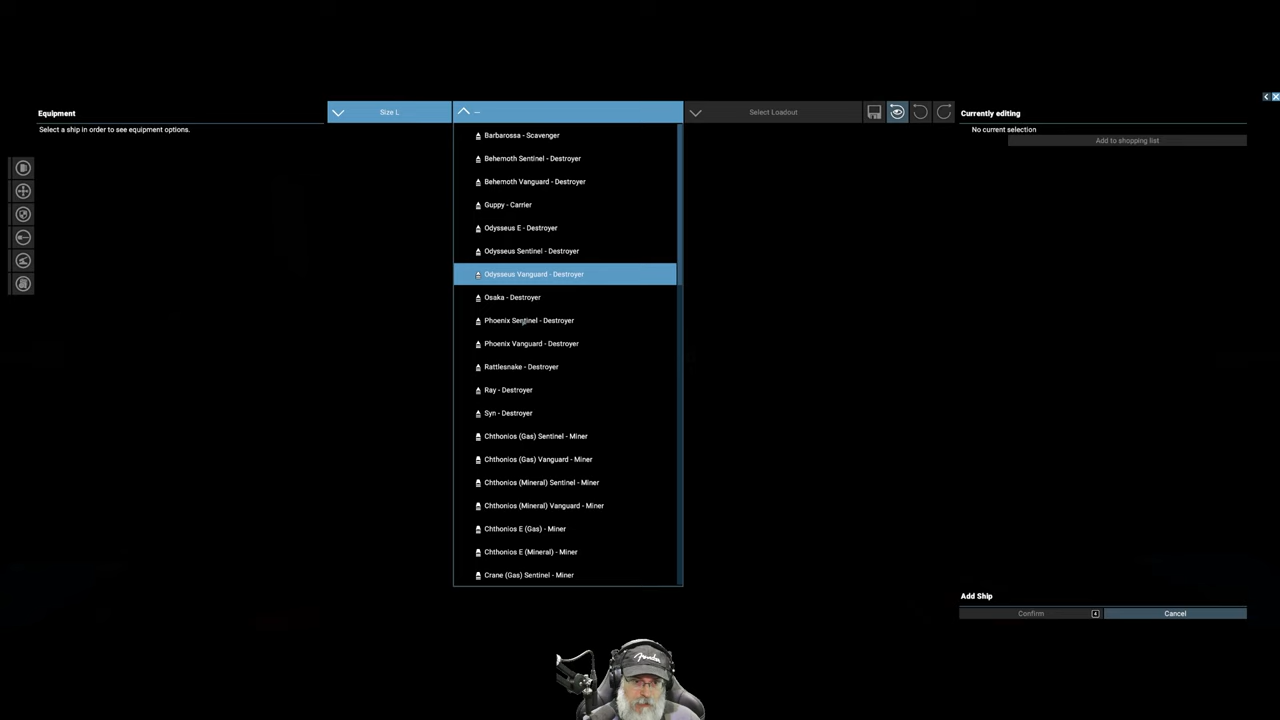 Equipment
Select a ship in order to see equipment options.
Size L
--
Select Loadout
Currently editing
No current selection
Add to shopping list
Barbarossa - Scavenger
Behemoth Sentinel - Destroyer
Behemoth Vanguard - Destroyer
Guppy - Carrier
Odysseus E - Destroyer
Odysseus Sentinel - Destroyer
Odysseus Vanguard - Destroyer
Osaka - Destroyer
Phoenix Sentinel - Destroyer
Phoenix Vanguard - Destroyer
Rattlesnake - Destroyer
Ray - Destroyer
Syn - Destroyer
Chthonios (Gas) Sentinel - Miner
Chthonios (Gas) Vanguard - Miner
Chthonios (Mineral) Sentinel - Miner
Chthonios (Mineral) Vanguard - Miner
Chthonios E (Gas) - Miner
Chthonios E (Mineral) - Miner
Crane (Gas) Sentinel - Miner
Add Ship
Confirm
Cancel
Fender